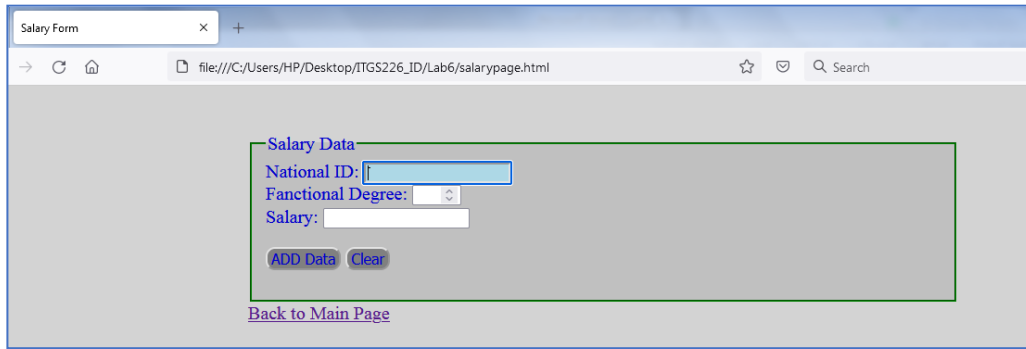 Salary Form
file:///C:/Users/HP/Desktop/ITGS226_ID/Lab6/salarypage.html
Search
Salary Data
National ID:
Fanctional Degree:
Salary:
ADD Data Clear
Back to Main Page